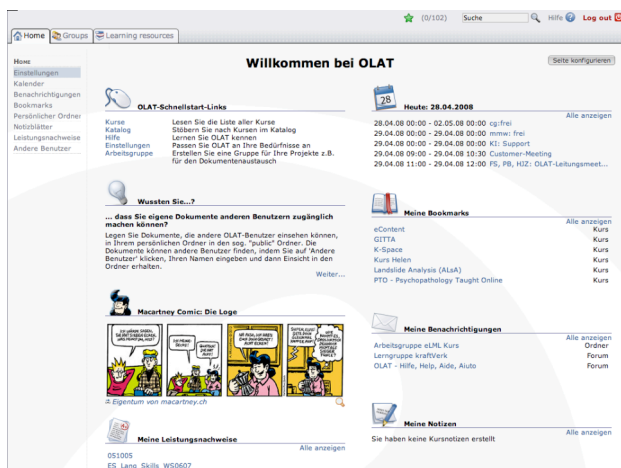 (0/102) Suche Hilfe Log out
Home Groups Learning resources
Home
Einstellungen
Kalender
Benachrichtigungen
Bookmarks
Persönlicher Ordner
Notizblätter
Leistungsnachweise
Andere Benutzer
Willkommen bei OLAT
Seite konfigurieren
OLAT-Schnellstart-Links
Kurse Lesen Sie die Liste aller Kurse
Katalog Stöbern Sie nach Kursen im Katalog
Hilfe Lernen Sie OLAT kennen
Einstellungen Passen Sie OLAT an Ihre Bedürfnisse an
Arbeitsgruppe Erstellen Sie eine Gruppe für Ihre Projekte z.B.
für den Dokumentenaustausch
Wussten Sie...?
... dass Sie eigene Dokumente anderen Benutzern zugänglich
machen können?
Legen Sie Dokumente, die andere OLAT-Benutzer einsehen können,
in Ihrem persönlichen Ordner in den seg. "public" Ordner. Die
Dokumente können andere Benutzer finden, indem Sie auf 'Andere
Benutzer' klicken, Ihren Namen eingeben und dann Einsicht in den
Ordner erhalten.
Weiter...
Macartney Comic: Die Loge
Eigentum von macartney.ch
Meine Leistungsnachweise
Alle anzeigen
051005
ES_Lang_Skills_WS0607
28
Heute: 28.04.2008
Alle anzeigen
28.04.08 00:00 - 02.05.08 00:00 cg:frei
29.04.08 00:00 - 29.04.08 00:00 mmw: frei
29.04.08 00:00 - 29.04.08 00:00 KI: Support
29.04.08 09:00 - 29.04.08 10:30 Customer-Meeting
29.04.08 11:00 - 29.04.08 12:00 FS, PB, HJZ: OLAT-Leitungsmeet...
Meine Bookmarks
Alle anzeigen
eContent Kurs
GITTA Kurs
K-Space Kurs
Kurs Helen Kurs
Landslide Analysis (ALsA) Kurs
PTO - Psychopathology Taught Online Kurs
Meine Benachrichtigungen
Alle anzeigen
Arbeitsgruppe eLML Kurs Ordner
Lerngruppe kraftVerk Forum
OLAT - Hilfe, Help, Aide, Aiuto Forum
Meine Notizen
Alle anzeigen
Sie haben keine Kursnotizen erstellt